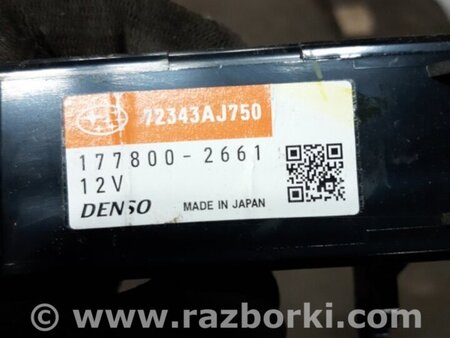 72343AJ750
177800-2661
12V
DENSO MADE IN JAPAN
© www.razborki.com